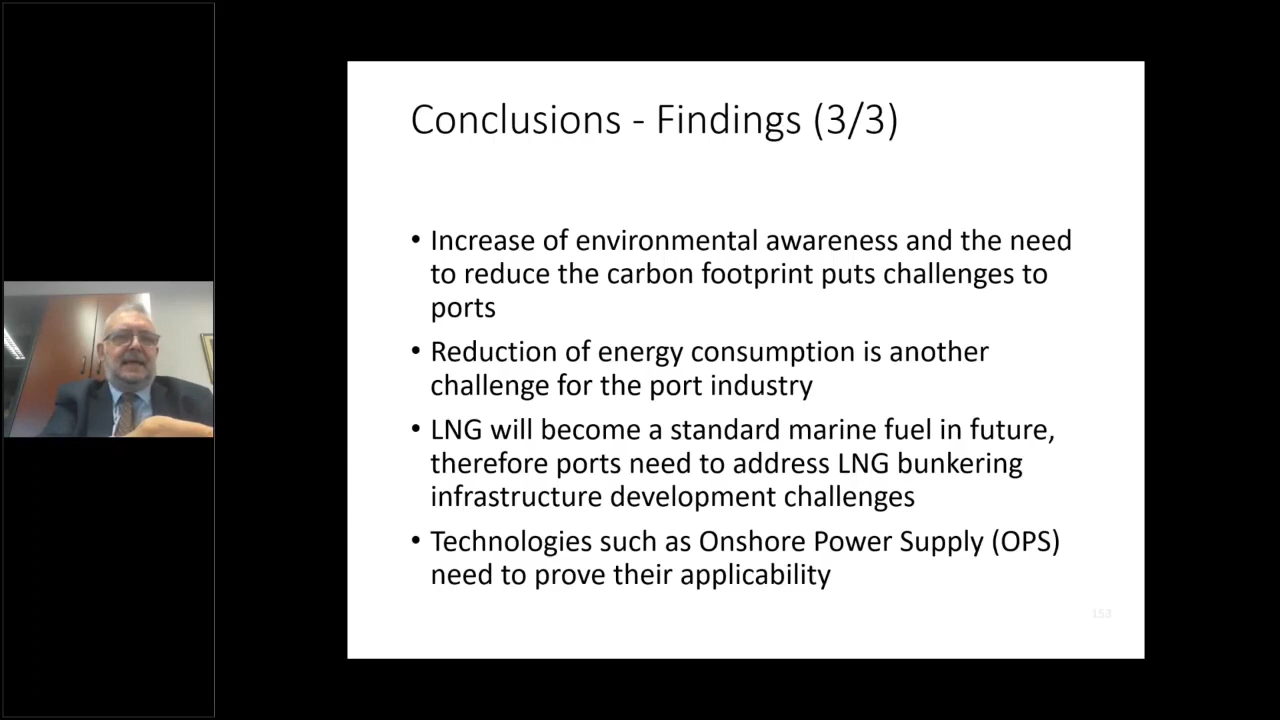 Conclusions - Findings (3/3)
• Increase of environmental awareness and the need
to reduce the carbon footprint puts challenges to
ports
• Reduction of energy consumption is another
challenge for the port industry
• LNG will become a standard marine fuel in future,
therefore ports need to address LNG bunkering
infrastructure development challenges
• Technologies such as Onshore Power Supply (OPS)
need to prove their applicability
153